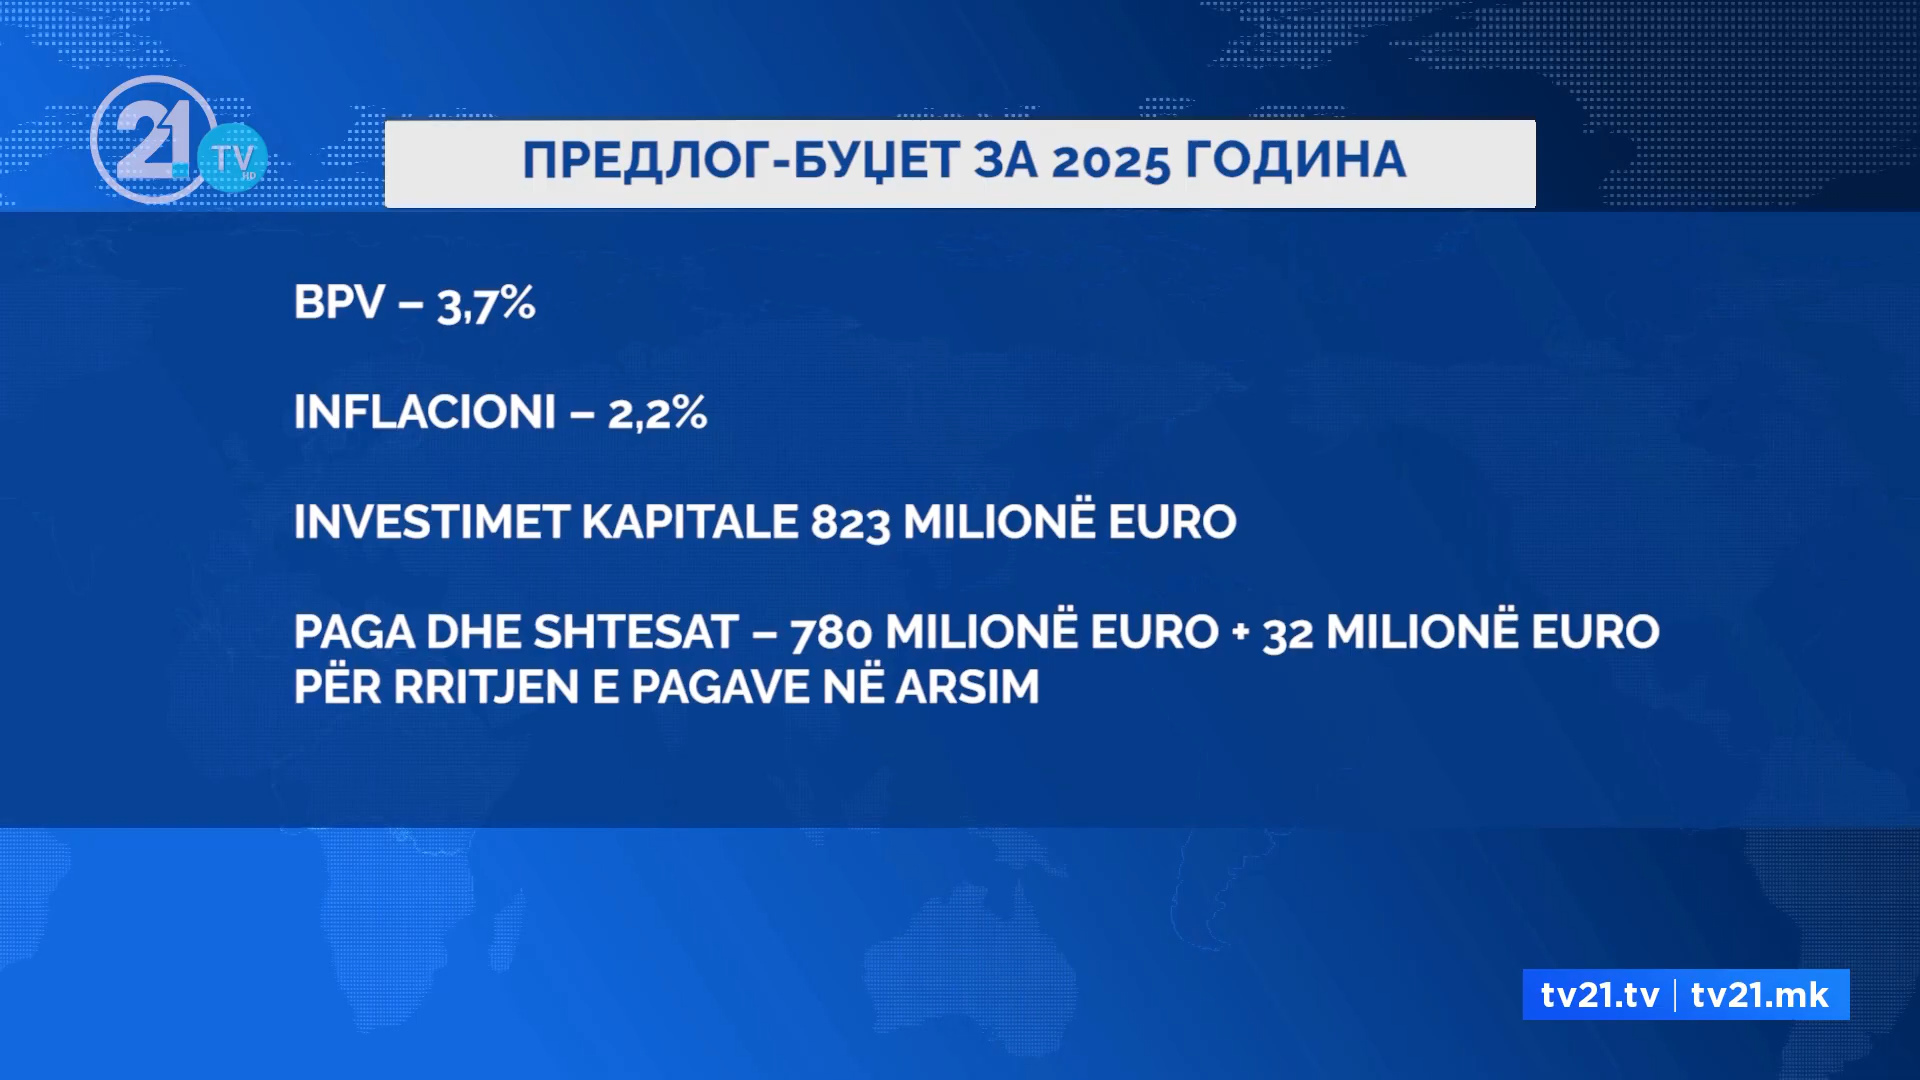 21
TV
HD
ПРЕДЛОГ-БУЏЕТ ЗА 2025 ГОДИНА
BPV – 3,7%
INFLACIONI – 2,2%
INVESTIMET KAPITALE 823 MILIONË EURO
PAGA DHE SHTESAT – 780 MILIONË EURO + 32 MILIONË EURO
PËR RRITJEN E PAGAVE NË ARSIM
tv21.tv | tv21.mk